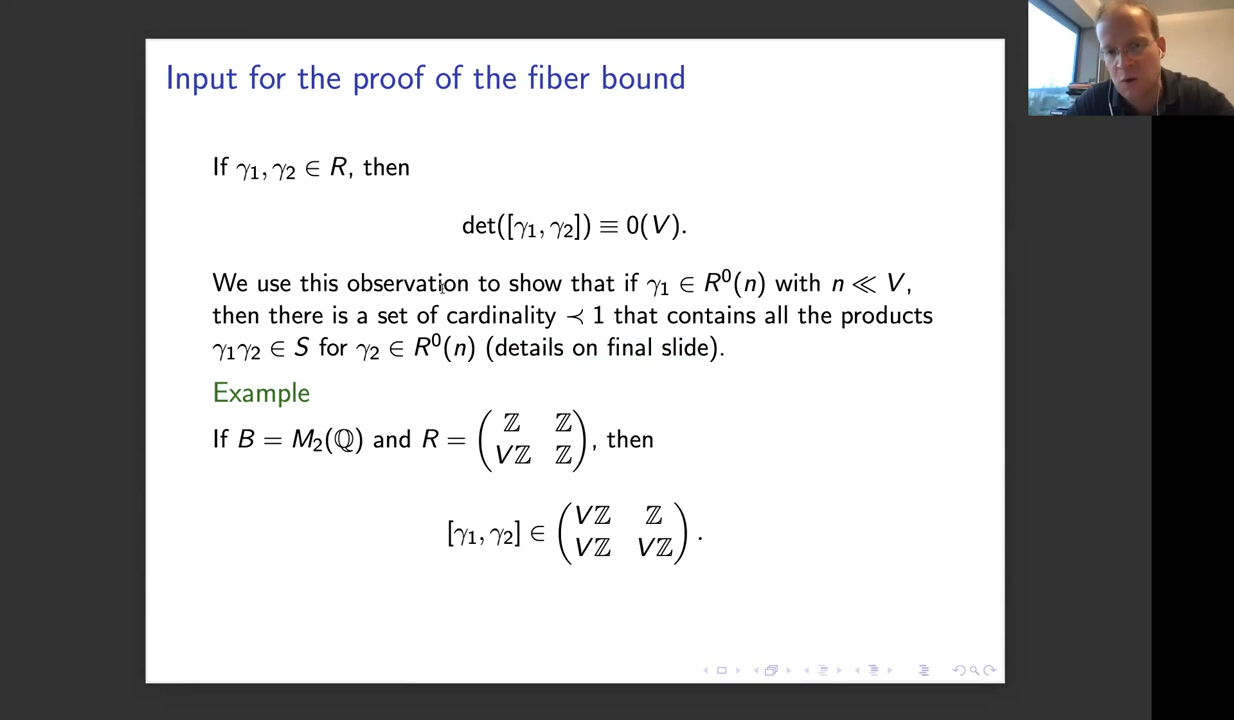 Input for the proof of the fiber bound
If γ₁, γ₂ ∈ R, then
det([γ₁, γ₂]) ≡ 0(V).
We use this observation to show that if γ₁ ∈ R⁰(n) with n ≪ V,
then there is a set of cardinality ≺ 1 that contains all the products
γ₁γ₂ ∈ S for γ₂ ∈ R⁰(n) (details on final slide).
Example
If B = M₂(ℚ) and R = (ℤ ℤ
Vℤ ℤ), then
[γ₁, γ₂] ∈ (Vℤ ℤ
Vℤ Vℤ).